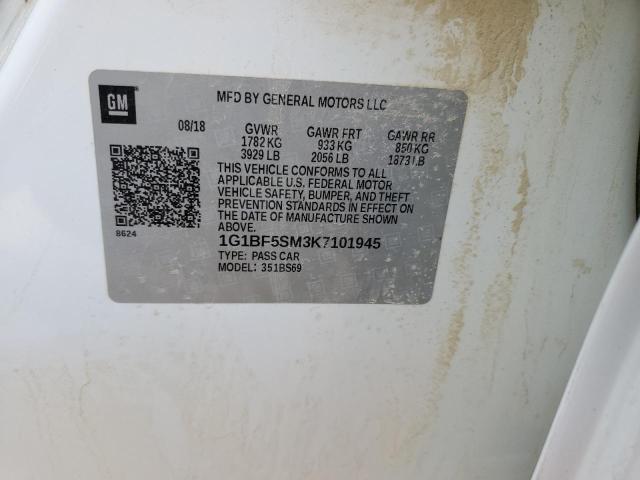 GM
MFD BY GENERAL MOTORS LLC
08/18 GVWR GAWR FRT GAWR RR
1782 KG 933 KG 850 KG
3929 LB 2056 LB 1873 LB
THIS VEHICLE CONFORMS TO ALL
APPLICABLE U.S. FEDERAL MOTOR
VEHICLE SAFETY, BUMPER, AND THEFT
PREVENTION STANDARDS IN EFFECT ON
THE DATE OF MANUFACTURE SHOWN
ABOVE.
8624
1G1BF5SM3K7101945
TYPE: PASS CAR
MODEL: 351BS69